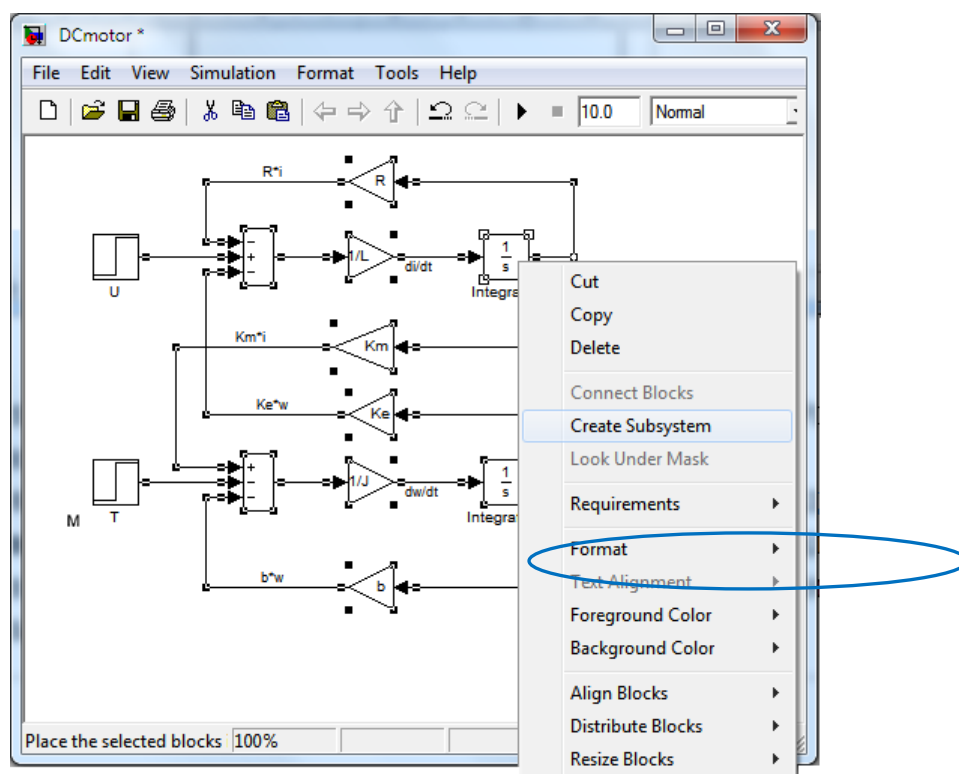 DCmotor *
File Edit View Simulation Format Tools Help
10.0 Normal
R*i
R
−
+
−
1/L
di/dt
1
s
U
Integra
Km*i
Km
Ke*w
Ke
+
−
−
1/J
dw/dt
1
s
M
T
Integrat
b*w
b
Cut
Copy
Delete
Connect Blocks
Create Subsystem
Look Under Mask
Requirements
Format
Text Alignment
Foreground Color
Background Color
Align Blocks
Distribute Blocks
Resize Blocks
Place the selected blocks 100%